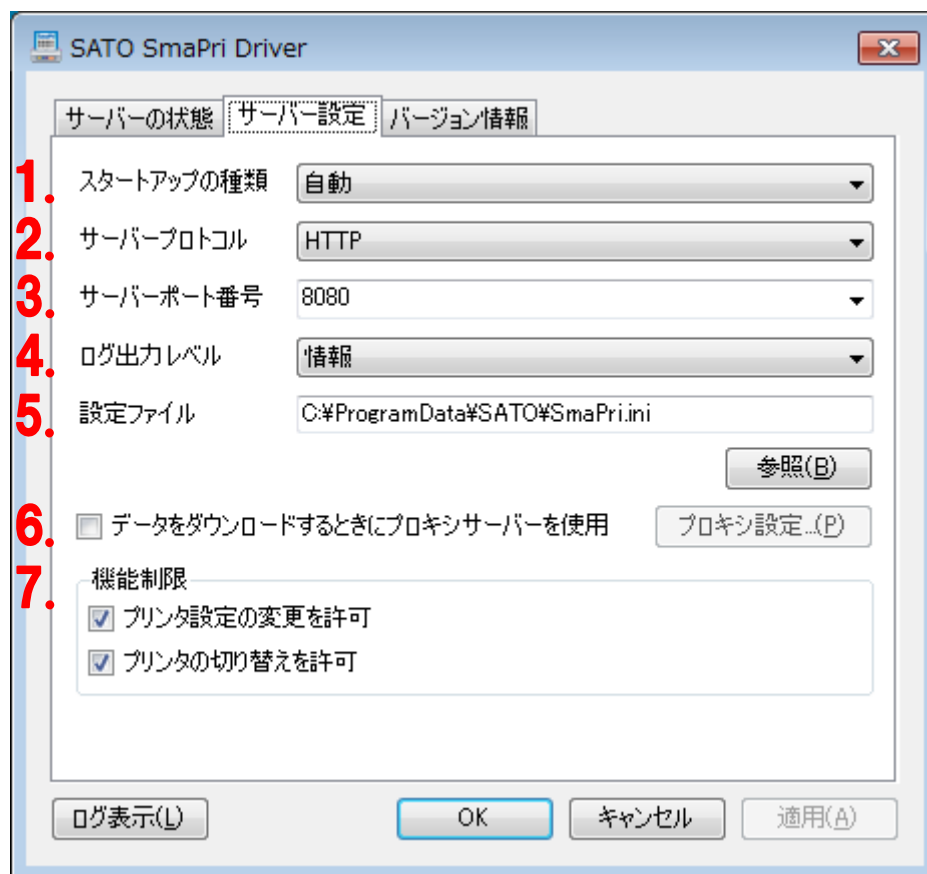 SATO SmaPri Driver
サーバーの状態 サーバー設定 バージョン情報
1. スタートアップの種類 自動
2. サーバープロトコル HTTP
3. サーバーポート番号 8080
4. ログ出力レベル 情報
5. 設定ファイル C:¥ProgramData¥SATO¥SmaPri.ini
参照(B)
6. データをダウンロードするときにプロキシサーバーを使用 プロキシ設定...(P)
7. 機能制限
プリンタ設定の変更を許可
プリンタの切り替えを許可
ログ表示(L) OK キャンセル 適用(A)